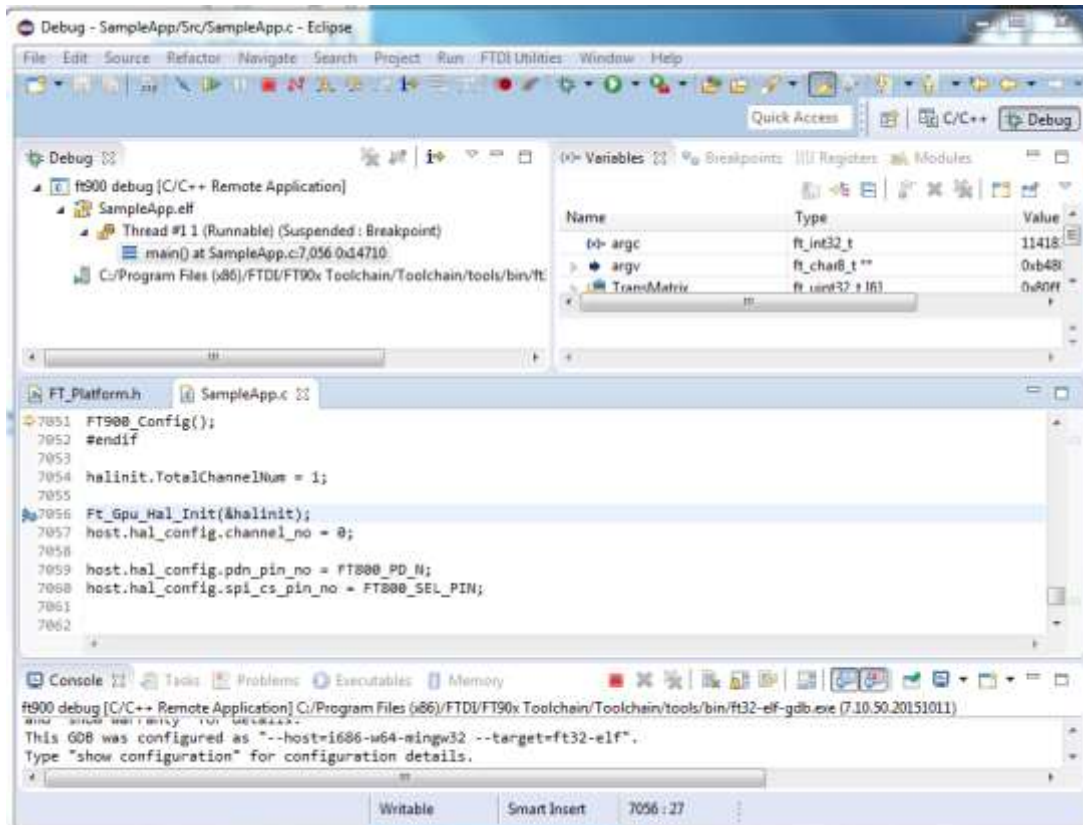 Debug - SampleApp/Src/SampleApp.c - Eclipse
File Edit Source Refactor Navigate Search Project Run FTDI Utilities Window Help
Quick Access C/C++ Debug
Debug
ft900 debug [C/C++ Remote Application]
SampleApp.elf
Thread #1 1 (Runnable) (Suspended : Breakpoint)
main() at SampleApp.c:7,056 0x14710
C:/Program Files (x86)/FTDI/FT90x Toolchain/Toolchain/tools/bin/ft
(x)= Variables Breakpoints Registers Modules
Name Type Value
(x)= argc ft_int32_t 11418
argv ft_char8_t ** 0xb48
TransMatrix ft_uint32_t [6] 0x80ff
FT_Platform.h SampleApp.c
7051 FT900_Config();
7052 #endif
7053
7054 halinit.TotalChannelNum = 1;
7055
7056 Ft_Gpu_Hal_Init(&halinit);
7057 host.hal_config.channel_no = 0;
7058
7059 host.hal_config.pdn_pin_no = FT800_PD_N;
7060 host.hal_config.spi_cs_pin_no = FT800_SEL_PIN;
7061
7062
Console Tasks Problems Executables Memory
ft900 debug [C/C++ Remote Application] C:/Program Files (x86)/FTDI/FT90x Toolchain/Toolchain/tools/bin/ft32-elf-gdb.exe (7.10.50.20151011)
and "show warranty" for details.
This GDB was configured as "--host=i686-w64-mingw32 --target=ft32-elf".
Type "show configuration" for configuration details.
Writable Smart Insert 7056 : 27